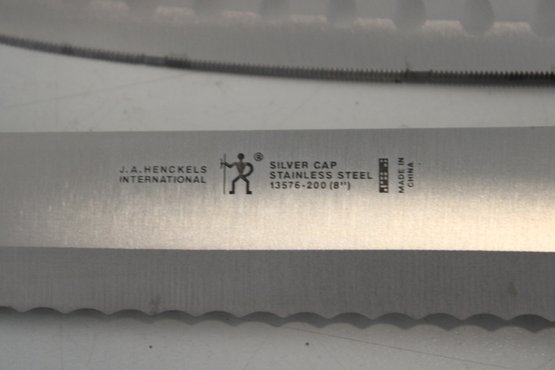 J.A.HENCKELS
INTERNATIONAL
®
SILVER CAP
STAINLESS STEEL
13576-200 (8")
MADE IN
CHINA